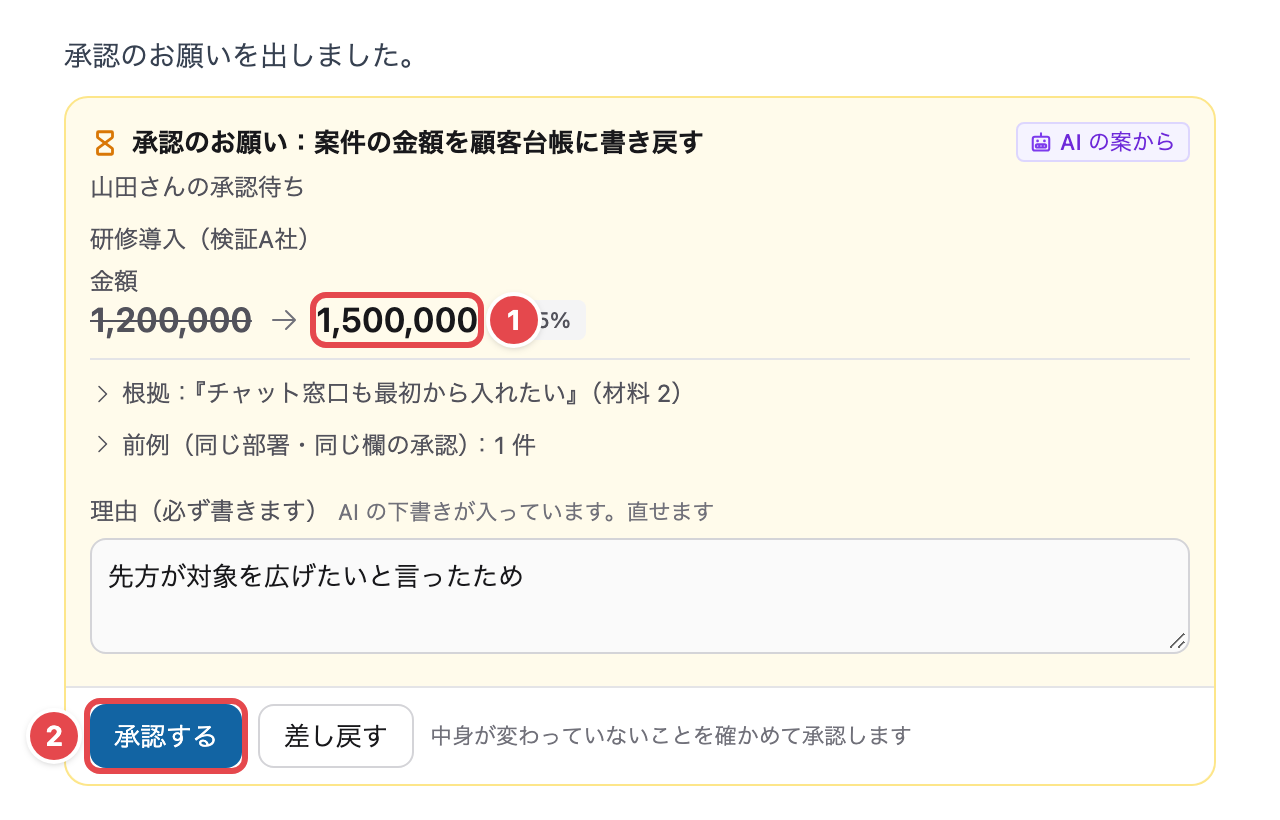 承認のお願いを出しました。
承認のお願い：案件の金額を顧客台帳に書き戻す
AI の案から
山田さんの承認待ち
研修導入（検証A社）
金額
1,200,000 → 1,500,000 1 5%
根拠：『チャット窓口も最初から入れたい』（材料 2）
前例（同じ部署・同じ欄の承認）：1 件
理由（必ず書きます） AI の下書きが入っています。直せます
先方が対象を広げたいと言ったため
2 承認する 差し戻す 中身が変わっていないことを確かめて承認します